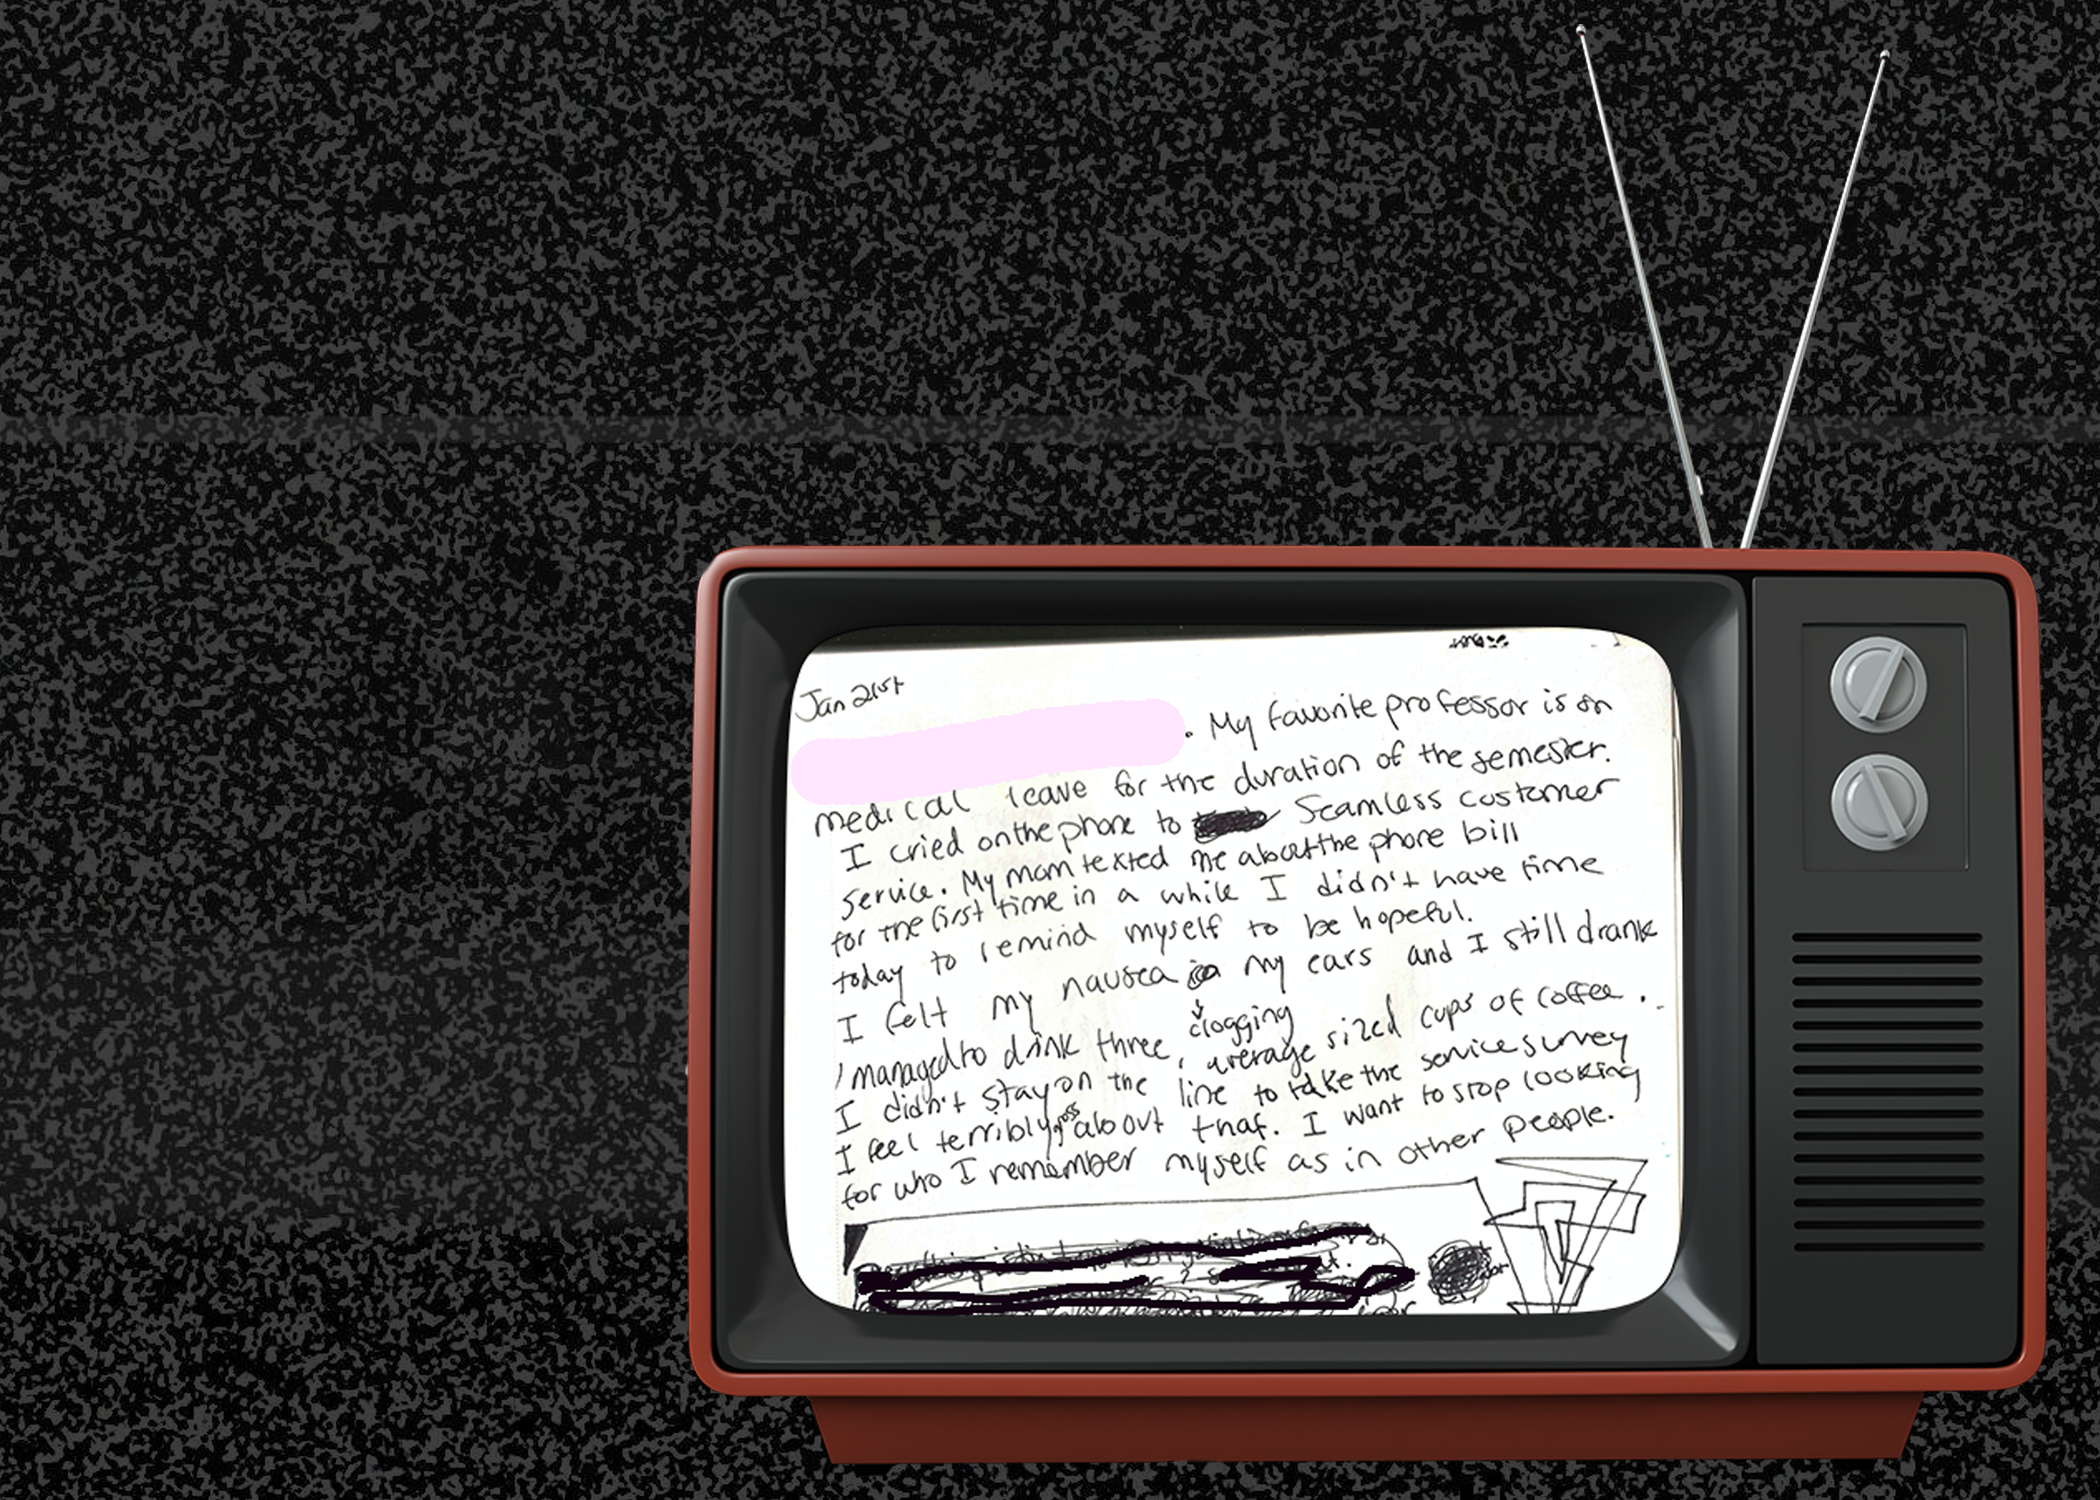 Jan 21st
. My favorite professor is on
medical leave for the duration of the semester.
I cried on the phone to Seamless customer
service. My mom texted me about the phone bill
for the first time in a while I didn't have time
today to remind myself to be hopeful.
I felt my nausea in my ears and I still drank
clogging
I managed to drink three, average sized cups of coffee.
I didn't stay on the line to take the service survey
I feel terribly gross about that. I want to stop looking
for who I remember myself as in other people.